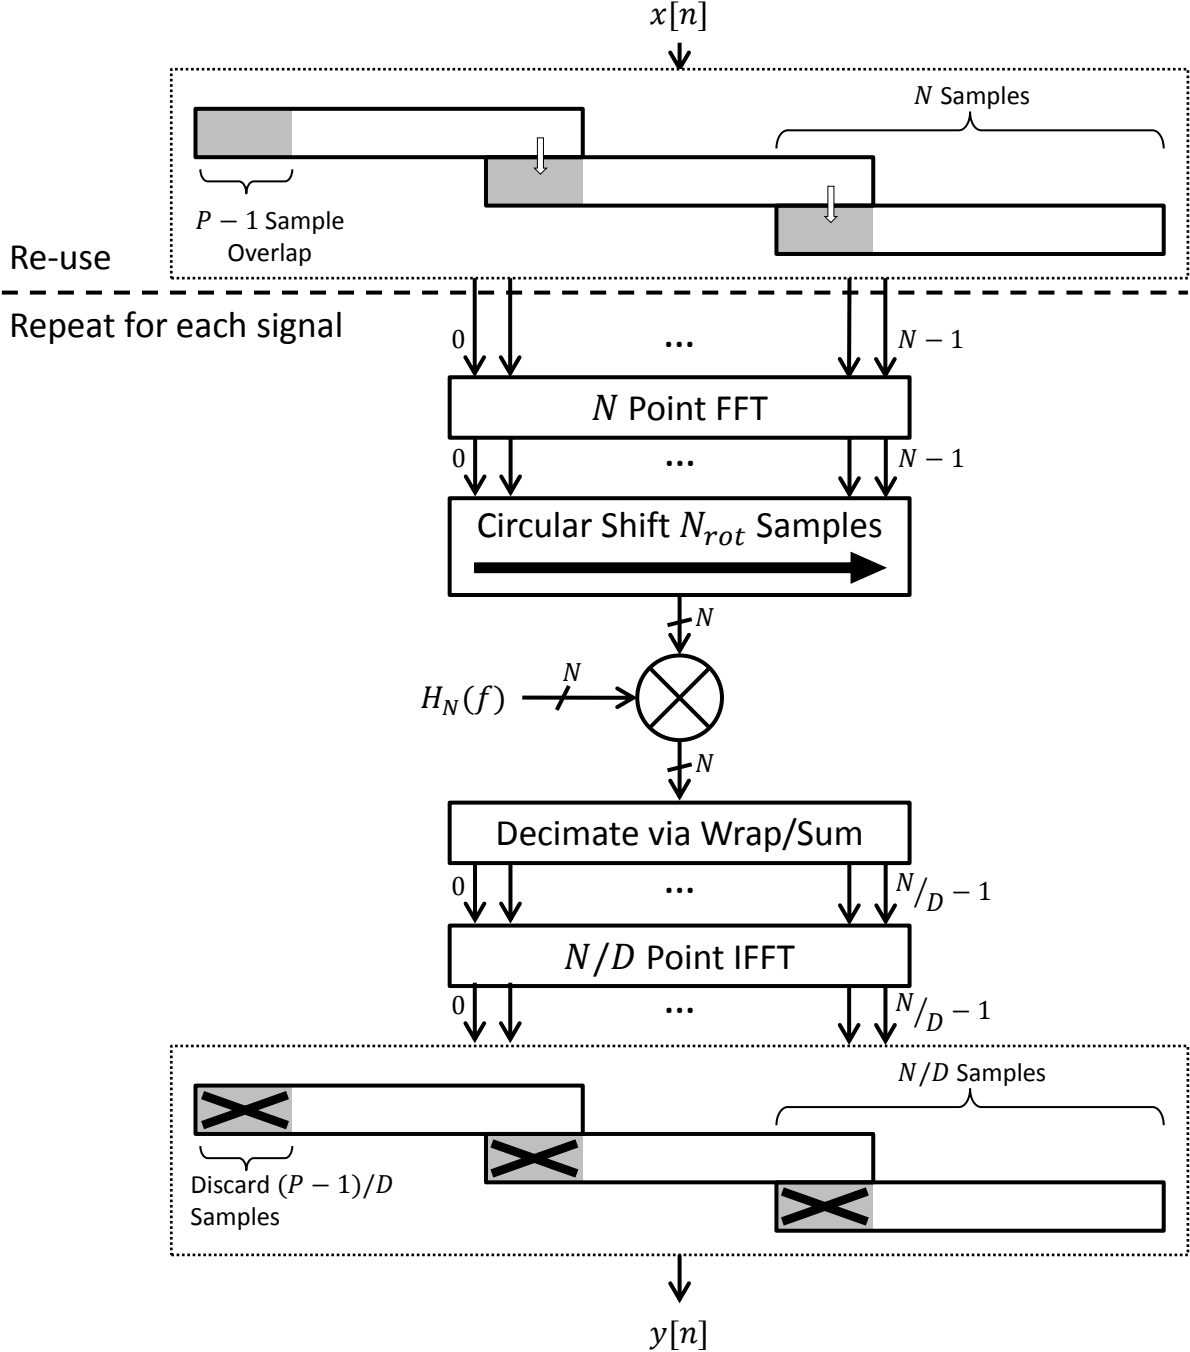 x[n]
N Samples
P − 1 Sample
Overlap
Re-use
Repeat for each signal
0
...
N − 1
N Point FFT
0
...
N − 1
Circular Shift N_rot Samples
N
N
H_N(f)
N
Decimate via Wrap/Sum
0
...
N/D − 1
N/D Point IFFT
0
...
N/D − 1
N/D Samples
Discard (P − 1)/D
Samples
y[n]